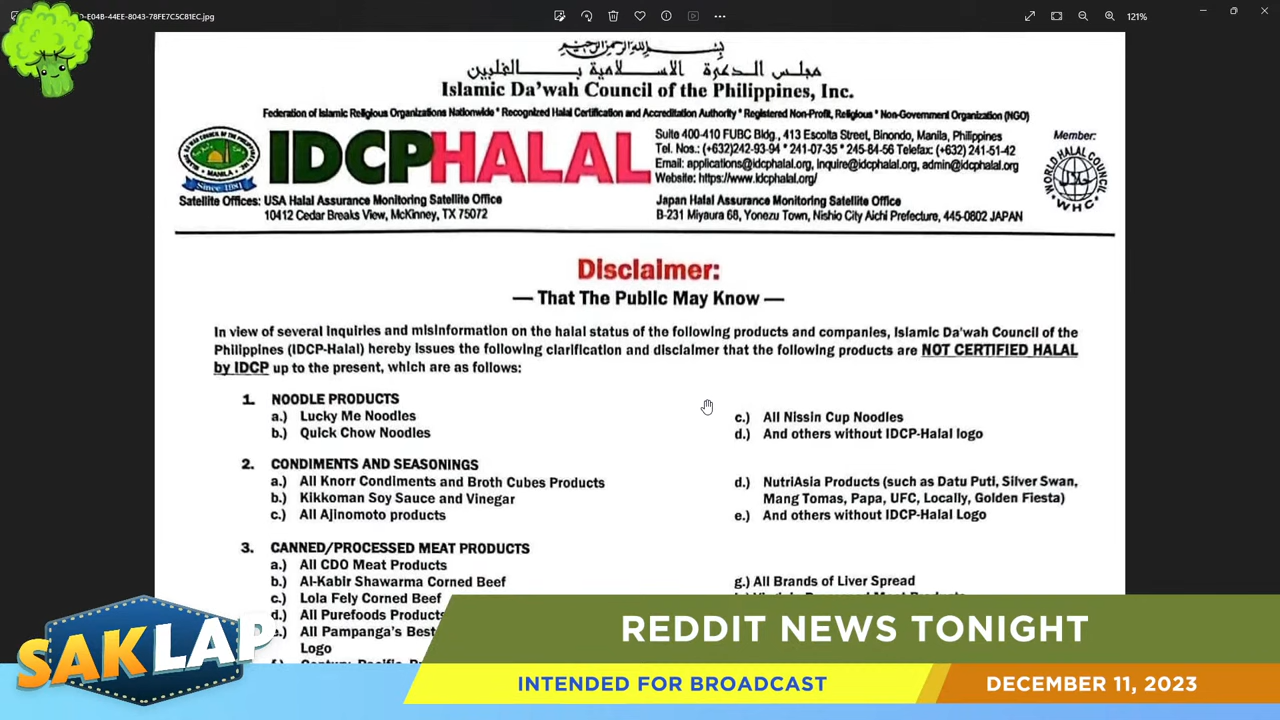 -E04B-44EE-8043-78FE7C5C81EC.jpg
121%
بسم الله الرحمن الرحيم
مجلس الدعوة الاسلامية بالفلبين
Islamic Da'wah Council of the Philippines, Inc.
Federation of Islamic Religious Organizations Nationwide * Recognized Halal Certification and Accreditation Authority * Registered Non-Profit, Religious * Non-Government Organization (NGO)
IDCPHALAL
Suite 400-410 FUBC Bldg., 413 Escolta Street, Binondo, Manila, Philippines
Tel. Nos.: (+632)242-93-94 * 241-07-35 * 245-84-56 Telefax: (+632) 241-51-42
Email: applications@idcphalal.org, inquire@idcphalal.org, admin@idcphalal.org
Website: https://www.idcphalal.org/
MANILA
Since 1981
Member:
WORLD HALAL COUNCIL
حلال
WHC
Satellite Offices: USA Halal Assurance Monitoring Satellite Office
10412 Cedar Breaks View, McKinney, TX 75072
Japan Halal Assurance Monitoring Satellite Office
B-231 Miyaura 68, Yonezu Town, Nishio City Aichi Prefecture, 445-0802 JAPAN
Disclaimer:
— That The Public May Know —
In view of several inquiries and misinformation on the halal status of the following products and companies, Islamic Da'wah Council of the
Philippines (IDCP-Halal) hereby issues the following clarification and disclaimer that the following products are NOT CERTIFIED HALAL
by IDCP up to the present, which are as follows:
1. NOODLE PRODUCTS
a.) Lucky Me Noodles
b.) Quick Chow Noodles
c.) All Nissin Cup Noodles
d.) And others without IDCP-Halal logo
2. CONDIMENTS AND SEASONINGS
a.) All Knorr Condiments and Broth Cubes Products
b.) Kikkoman Soy Sauce and Vinegar
c.) All Ajinomoto products
d.) NutriAsia Products (such as Datu Puti, Silver Swan,
Mang Tomas, Papa, UFC, Locally, Golden Fiesta)
e.) And others without IDCP-Halal Logo
3. CANNED/PROCESSED MEAT PRODUCTS
a.) All CDO Meat Products
b.) Al-Kabir Shawarma Corned Beef
c.) Lola Fely Corned Beef
d.) All Purefoods Products
e.) All Pampanga's Best
Logo
g.) All Brands of Liver Spread
SAKLAP
REDDIT NEWS TONIGHT
INTENDED FOR BROADCAST
DECEMBER 11, 2023